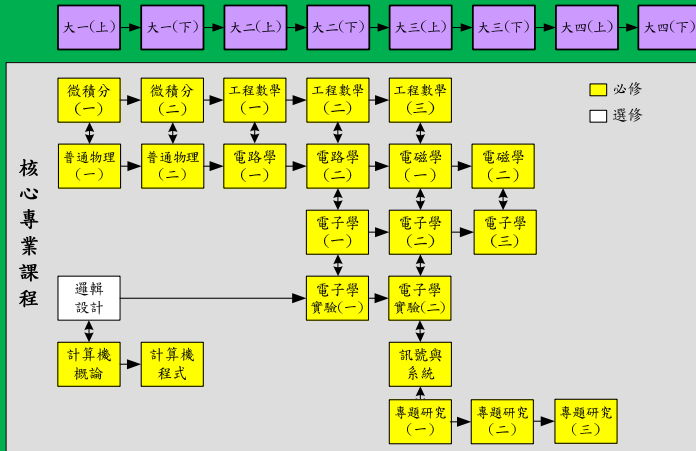 大一(上)
大一(下)
大二(上)
大二(下)
大三(上)
大三(下)
大四(上)
大四(下)
核心專業課程
必修
選修
微積分
(一)
微積分
(二)
工程數學
(一)
工程數學
(二)
工程數學
(三)
普通物理
(一)
普通物理
(二)
電路學
(一)
電路學
(二)
電磁學
(一)
電磁學
(二)
電子學
(一)
電子學
(二)
電子學
(三)
邏輯
設計
電子學
實驗(一)
電子學
實驗(二)
計算機
概論
計算機
程式
訊號與
系統
專題研究
(一)
專題研究
(二)
專題研究
(三)